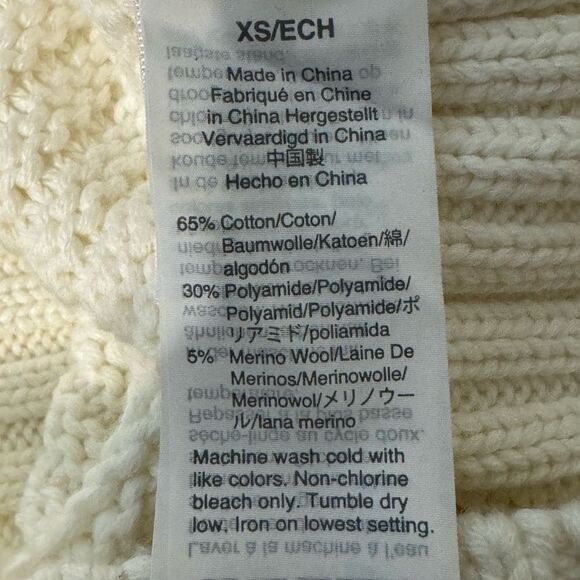 XS/ECH
Made in China
Fabriqué en Chine
in China Hergestellt
Vervaardigd in China
中国製
Hecho en China
65% Cotton/Coton/
Baumwolle/Katoen/綿/
algodón
30% Polyamide/Polyamide/
Polyamid/Polyamide/ポ
リアミド/poliamida
5% Merino Wool/Laine De
Merinos/Merinowolle/
Merinowol/メリノウー
ル/lana merino
Machine wash cold with
like colors. Non-chlorine
bleach only. Tumble dry
low. Iron on lowest setting.